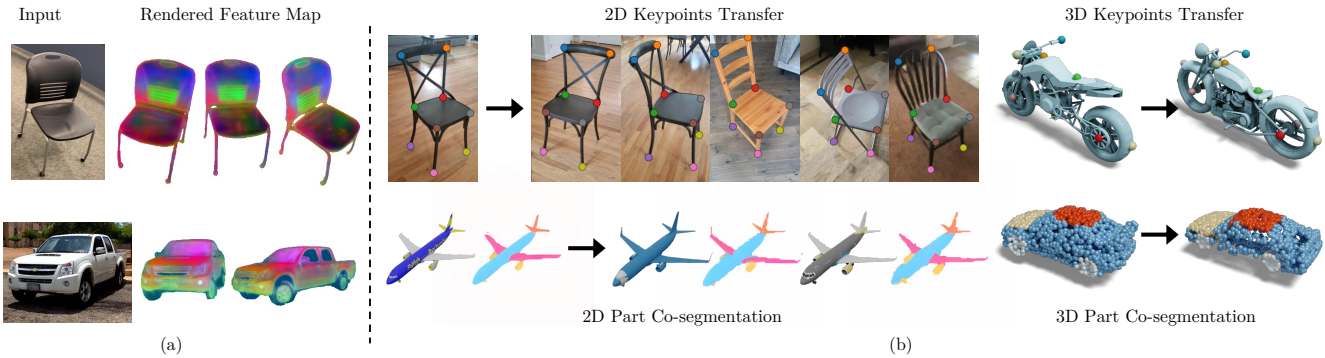 Input
Rendered Feature Map
2D Keypoints Transfer
3D Keypoints Transfer
2D Part Co-segmentation
3D Part Co-segmentation
(a)
(b)